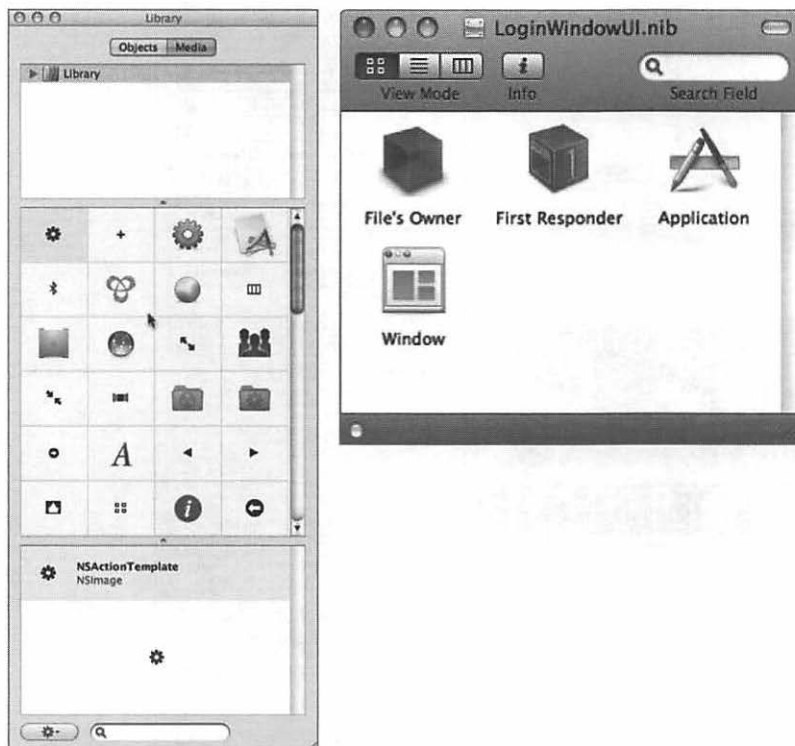 Library
Objects Media
Library
NSActionTemplate
NSImage
LoginWindowUI.nib
View Mode Info Search Field
File's Owner First Responder Application
Window